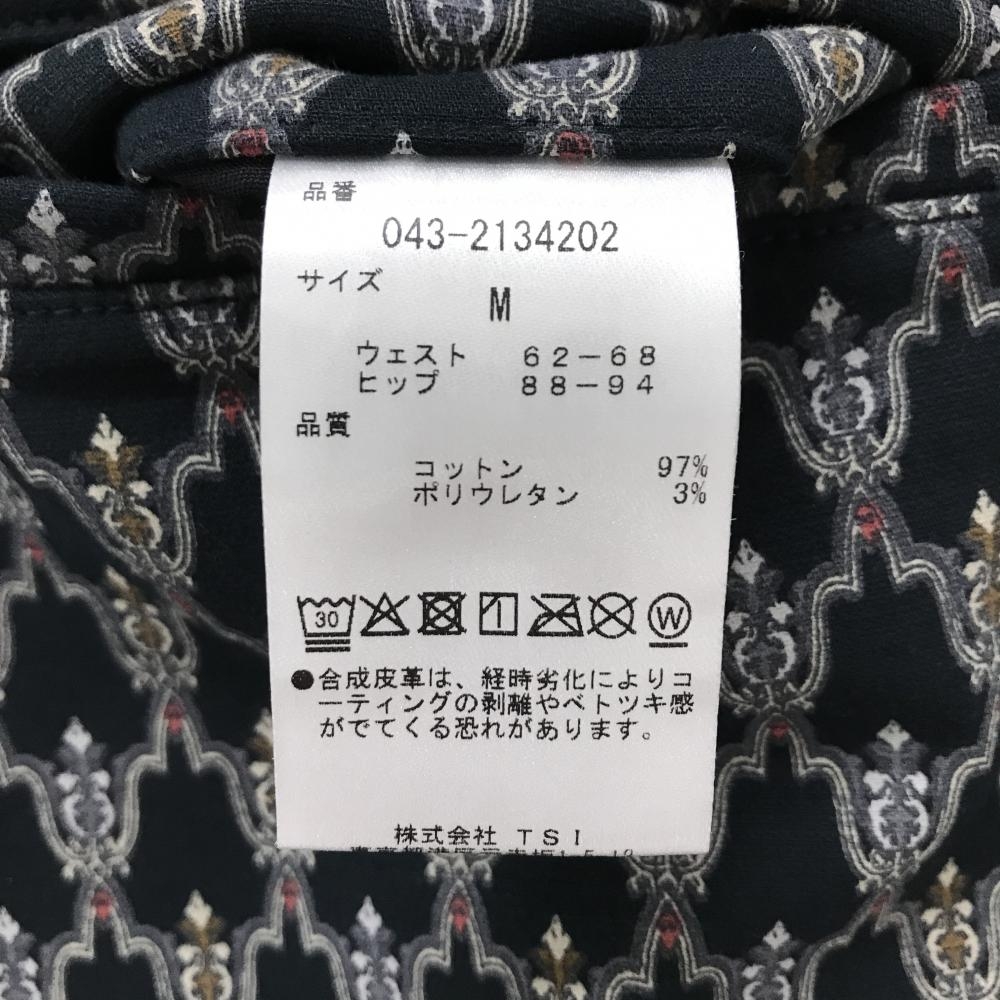 品番
043-2134202
サイズ
M
ウェスト 62-68
ヒップ 88-94
品質
コットン 97%
ポリウレタン 3%
30 W
●合成皮革は、経時劣化によりコ
ーティングの剥離やベトツキ感
がでてくる恐れがあります。
株式会社 TSI